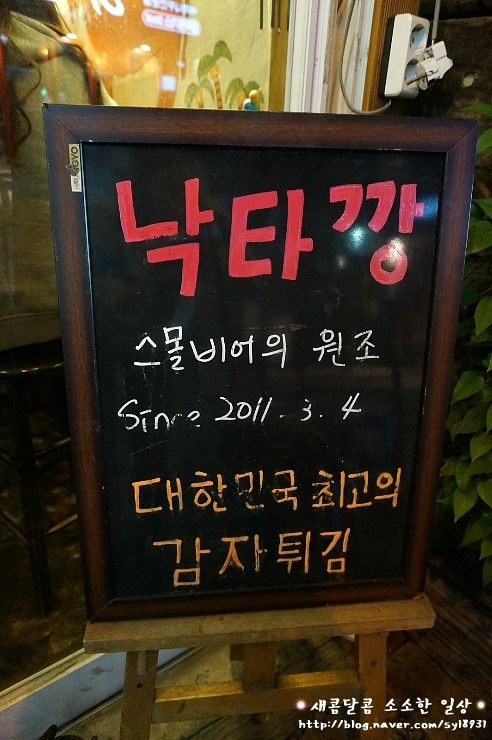 낙타깡
스몰비어의 원조
Since 2011. 3. 4
대한민국 최고의
감자튀김
새콤달콤 소소한 일상
http://blog.naver.com/syl8931